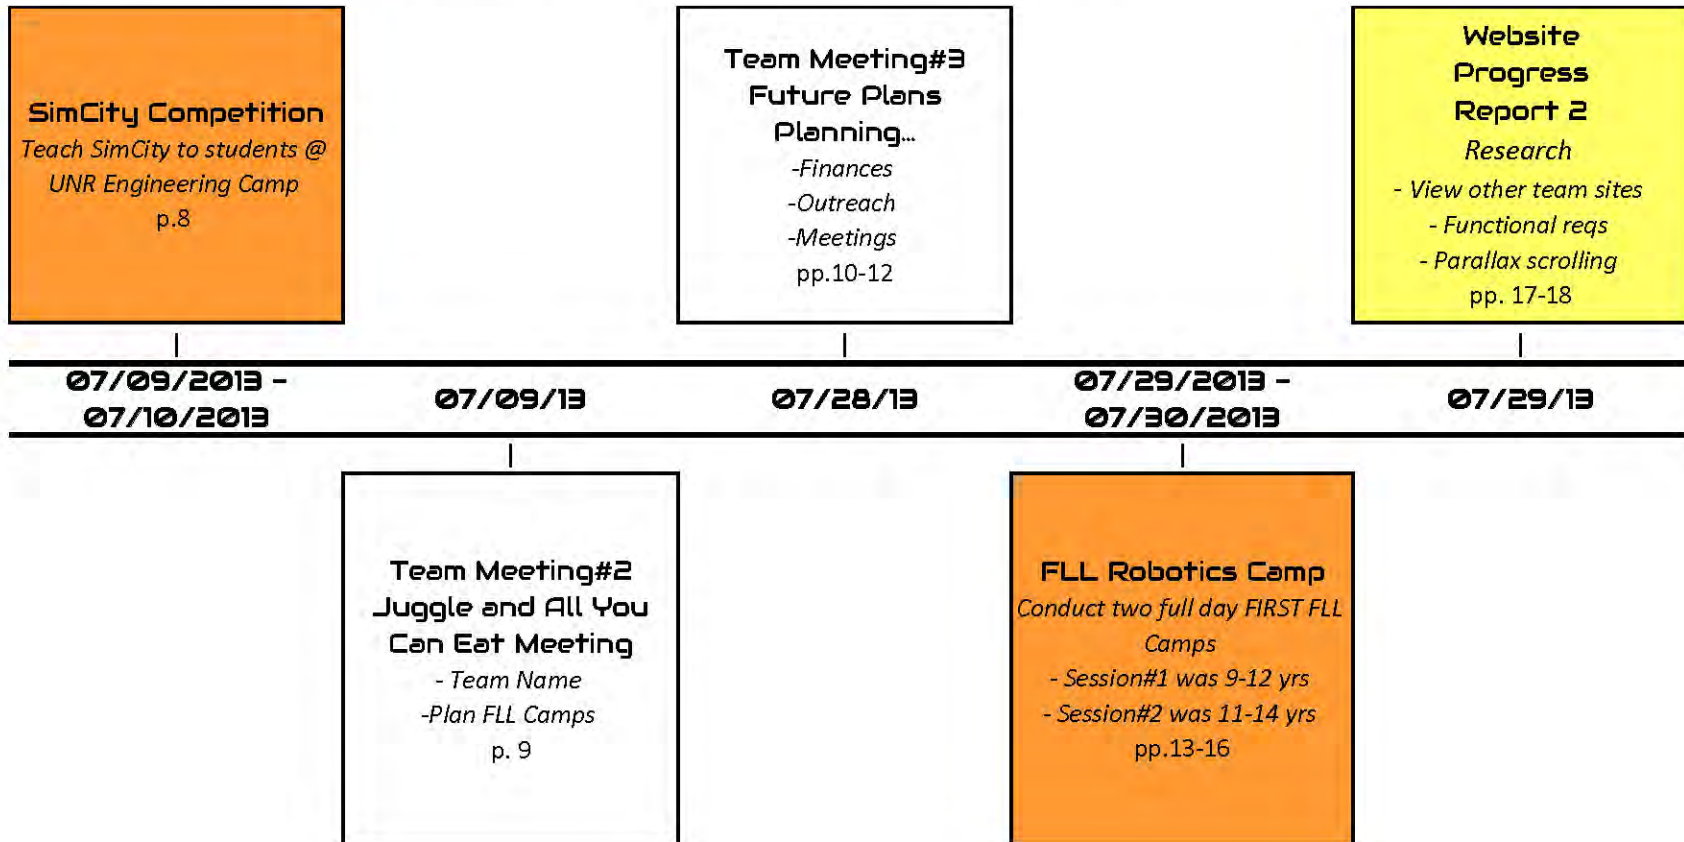 SimCity Competition
Teach SimCity to students @
UNR Engineering Camp
p.8
Team Meeting#3
Future Plans
Planning...
-Finances
-Outreach
-Meetings
pp.10-12
Website
Progress
Report 2
Research
- View other team sites
- Functional reqs
- Parallax scrolling
pp. 17-18
07/09/2013 -
07/10/2013
07/09/13
07/28/13
07/29/2013 -
07/30/2013
07/29/13
Team Meeting#2
Juggle and All You
Can Eat Meeting
- Team Name
-Plan FLL Camps
p. 9
FLL Robotics Camp
Conduct two full day FIRST FLL
Camps
- Session#1 was 9-12 yrs
- Session#2 was 11-14 yrs
pp.13-16